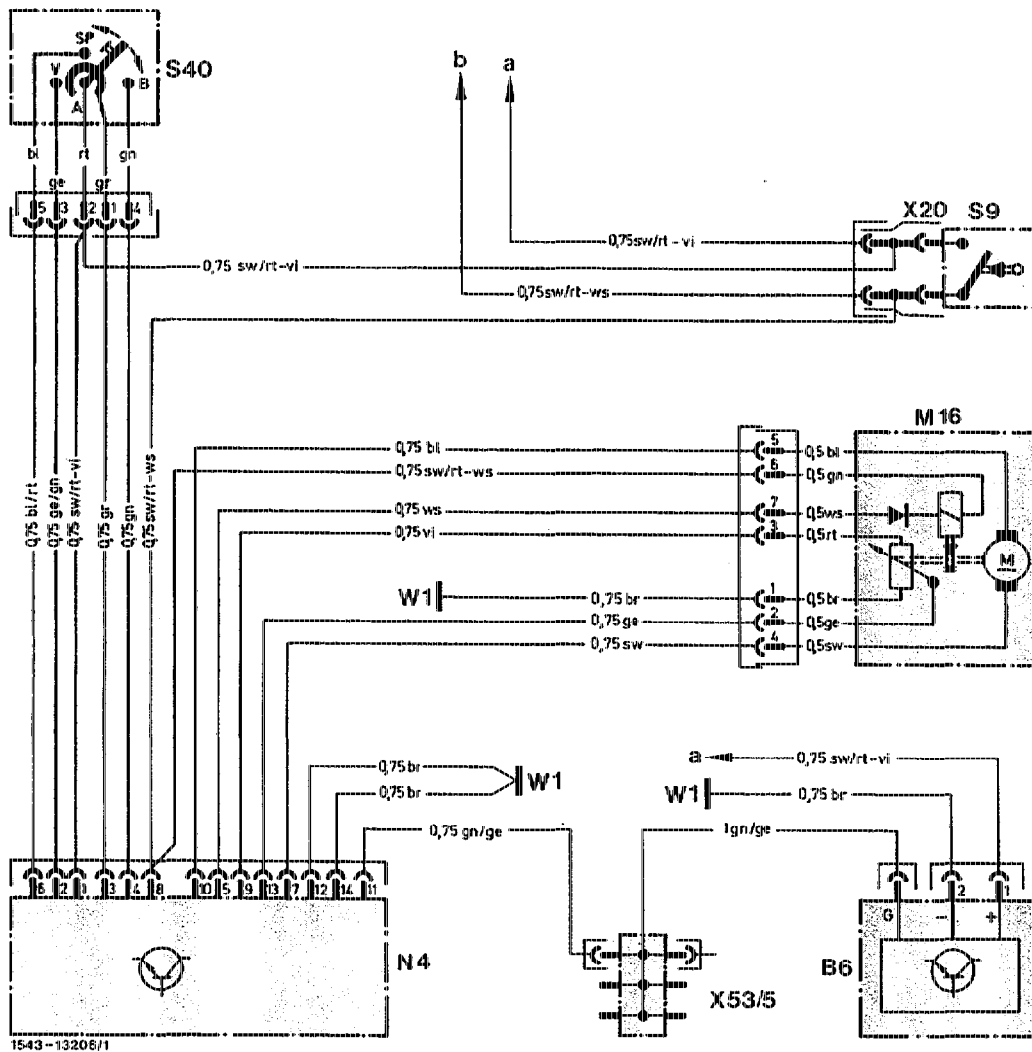 SP
V
A
B
S40
bl rt gn
ge gr
5 3 2 1 4
b a
X20 S9
0,75sw/rt-vi
0,75 sw/rt-vi
0,75sw/rt-ws
0,75 bl/rt
0,75 ge/gn
0,75 sw/rt-vi
0,75 gr
0,75gn
0,75sw/rt-ws
M16
0,75 bl 5 0,5 bl
0,75 sw/rt-ws 6 0,5 gn
0,75 ws 7 0,5ws
0,75 vi 3 0,5rt
M
W1 0,75 br 1 0,5br
0,75 ge 2 0,5ge
0,75 sw 4 0,5sw
0,75 br
W1
0,75 br
0,75 gn/ge
a 0,75 sw/rt-vi
W1 0,75 br
1gn/ge
6 2 1 3 4 8 10 5 9 13 7 12 14 11
2 1
G - +
N4
B6
X53/5
1543-13206/1